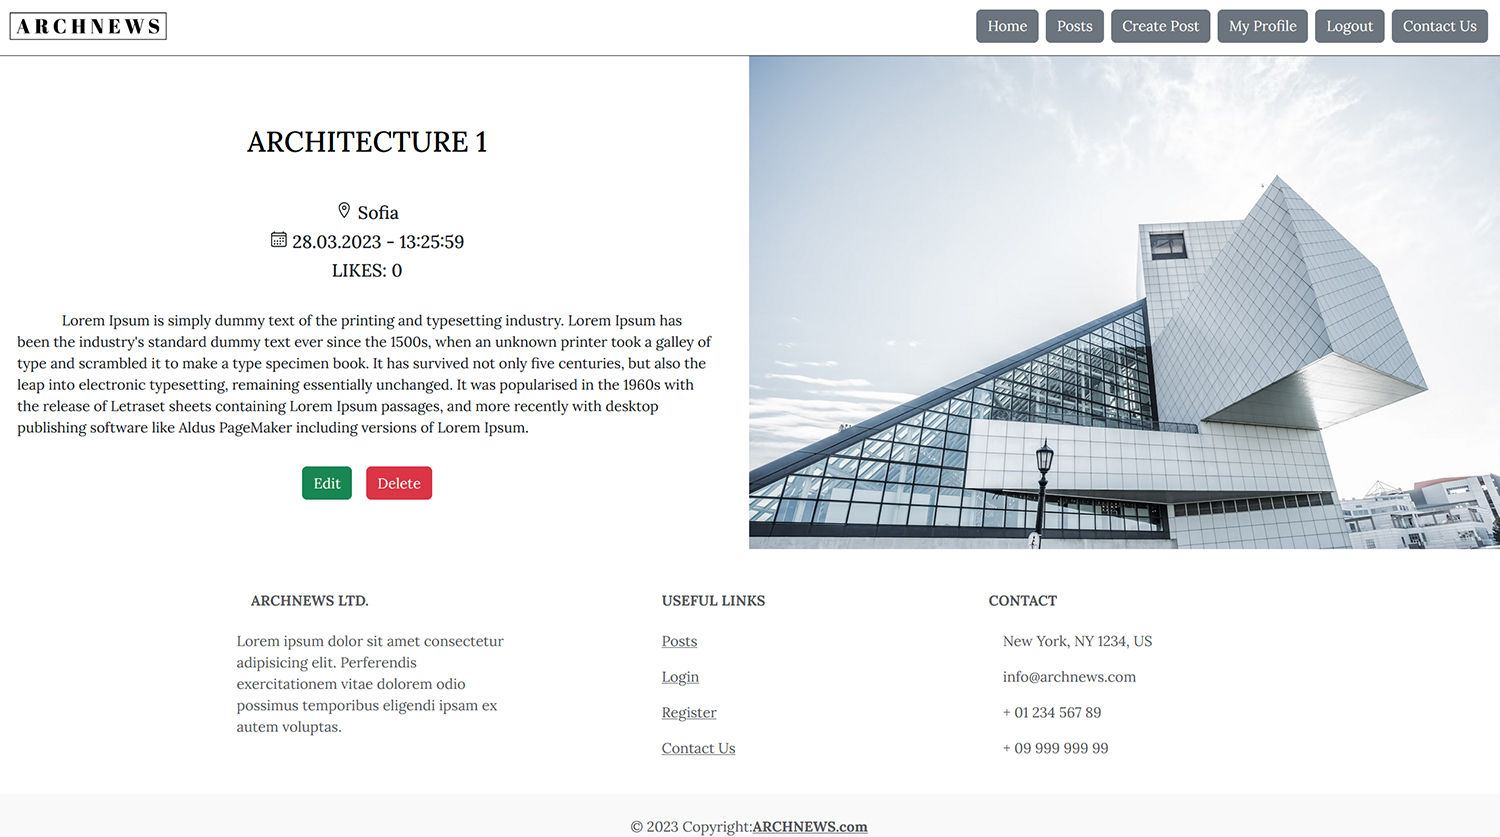 ARCHNEWS
Home Posts Create Post My Profile Logout Contact Us
ARCHITECTURE 1
Sofia
28.03.2023 - 13:25:59
LIKES: 0
Lorem Ipsum is simply dummy text of the printing and typesetting industry. Lorem Ipsum has
been the industry's standard dummy text ever since the 1500s, when an unknown printer took a galley of
type and scrambled it to make a type specimen book. It has survived not only five centuries, but also the
leap into electronic typesetting, remaining essentially unchanged. It was popularised in the 1960s with
the release of Letraset sheets containing Lorem Ipsum passages, and more recently with desktop
publishing software like Aldus PageMaker including versions of Lorem Ipsum.
Edit Delete
ARCHNEWS LTD.
Lorem ipsum dolor sit amet consectetur
adipisicing elit. Perferendis
exercitationem vitae dolorem odio
possimus temporibus eligendi ipsam ex
autem voluptas.
USEFUL LINKS
Posts
Login
Register
Contact Us
CONTACT
New York, NY 1234, US
info@archnews.com
+ 01 234 567 89
+ 09 999 999 99
© 2023 Copyright:ARCHNEWS.com